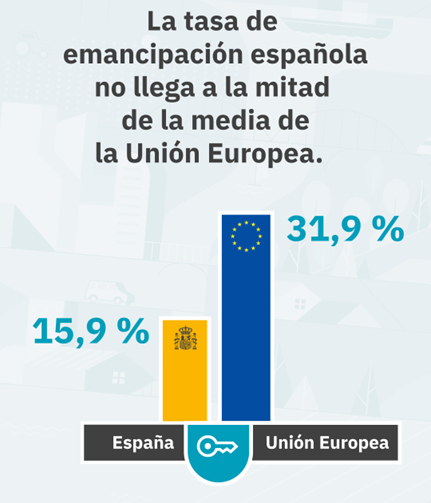 La tasa de
emancipación española
no llega a la mitad
de la media de
la Unión Europea.
31,9 %
15,9 %
España
Unión Europea